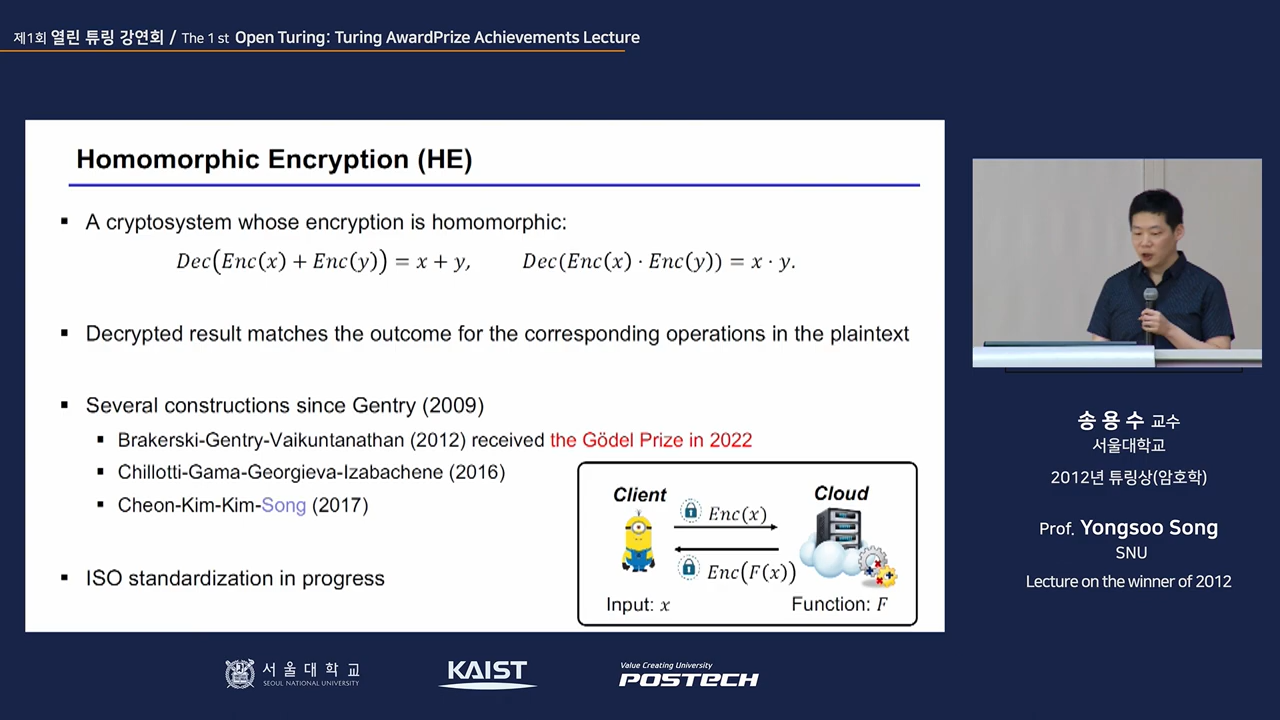 제1회 열린 튜링 강연회 / The 1 st Open Turing: Turing AwardPrize Achievements Lecture
Homomorphic Encryption (HE)
▪ A cryptosystem whose encryption is homomorphic:
Dec(Enc(x) + Enc(y)) = x + y, Dec(Enc(x) · Enc(y)) = x · y.
▪ Decrypted result matches the outcome for the corresponding operations in the plaintext
▪ Several constructions since Gentry (2009)
▪ Brakerski-Gentry-Vaikuntanathan (2012) received the Gödel Prize in 2022
▪ Chillotti-Gama-Georgieva-Izabachene (2016)
▪ Cheon-Kim-Kim-Song (2017)
▪ ISO standardization in progress
Client Cloud
Enc(x)
Enc(F(x))
Input: x Function: F
송용수 교수
서울대학교
2012년 튜링상(암호학)
Prof. Yongsoo Song
SNU
Lecture on the winner of 2012
서울대학교
SEOUL NATIONAL UNIVERSITY
KAIST
Value Creating University
POSTECH